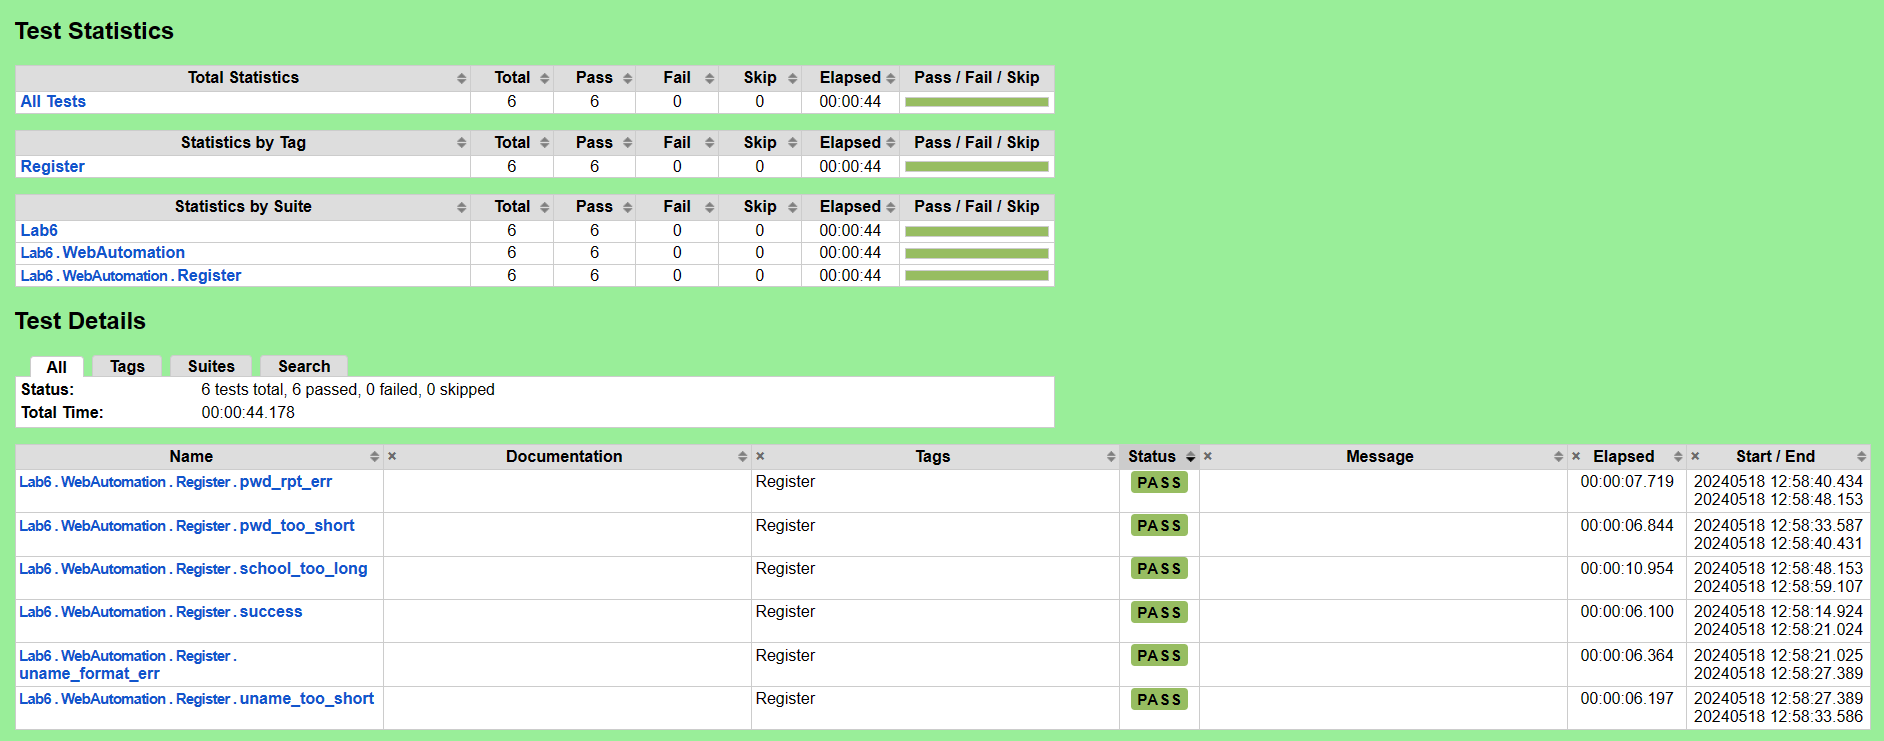 Test Statistics
Total Statistics Total Pass Fail Skip Elapsed Pass / Fail / Skip
All Tests 6 6 0 0 00:00:44
Statistics by Tag Total Pass Fail Skip Elapsed Pass / Fail / Skip
Register 6 6 0 0 00:00:44
Statistics by Suite Total Pass Fail Skip Elapsed Pass / Fail / Skip
Lab6 6 6 0 0 00:00:44
Lab6 . WebAutomation 6 6 0 0 00:00:44
Lab6 . WebAutomation . Register 6 6 0 0 00:00:44
Test Details
All Tags Suites Search
Status: 6 tests total, 6 passed, 0 failed, 0 skipped
Total Time: 00:00:44.178
Name × Documentation × Tags Status × Message × Elapsed × Start / End
Lab6 . WebAutomation . Register . pwd_rpt_err Register PASS 00:00:07.719 20240518 12:58:40.434
20240518 12:58:48.153
Lab6 . WebAutomation . Register . pwd_too_short Register PASS 00:00:06.844 20240518 12:58:33.587
20240518 12:58:40.431
Lab6 . WebAutomation . Register . school_too_long Register PASS 00:00:10.954 20240518 12:58:48.153
20240518 12:58:59.107
Lab6 . WebAutomation . Register . success Register PASS 00:00:06.100 20240518 12:58:14.924
20240518 12:58:21.024
Lab6 . WebAutomation . Register . Register PASS 00:00:06.364 20240518 12:58:21.025
uname_format_err 20240518 12:58:27.389
Lab6 . WebAutomation . Register . uname_too_short Register PASS 00:00:06.197 20240518 12:58:27.389
20240518 12:58:33.586